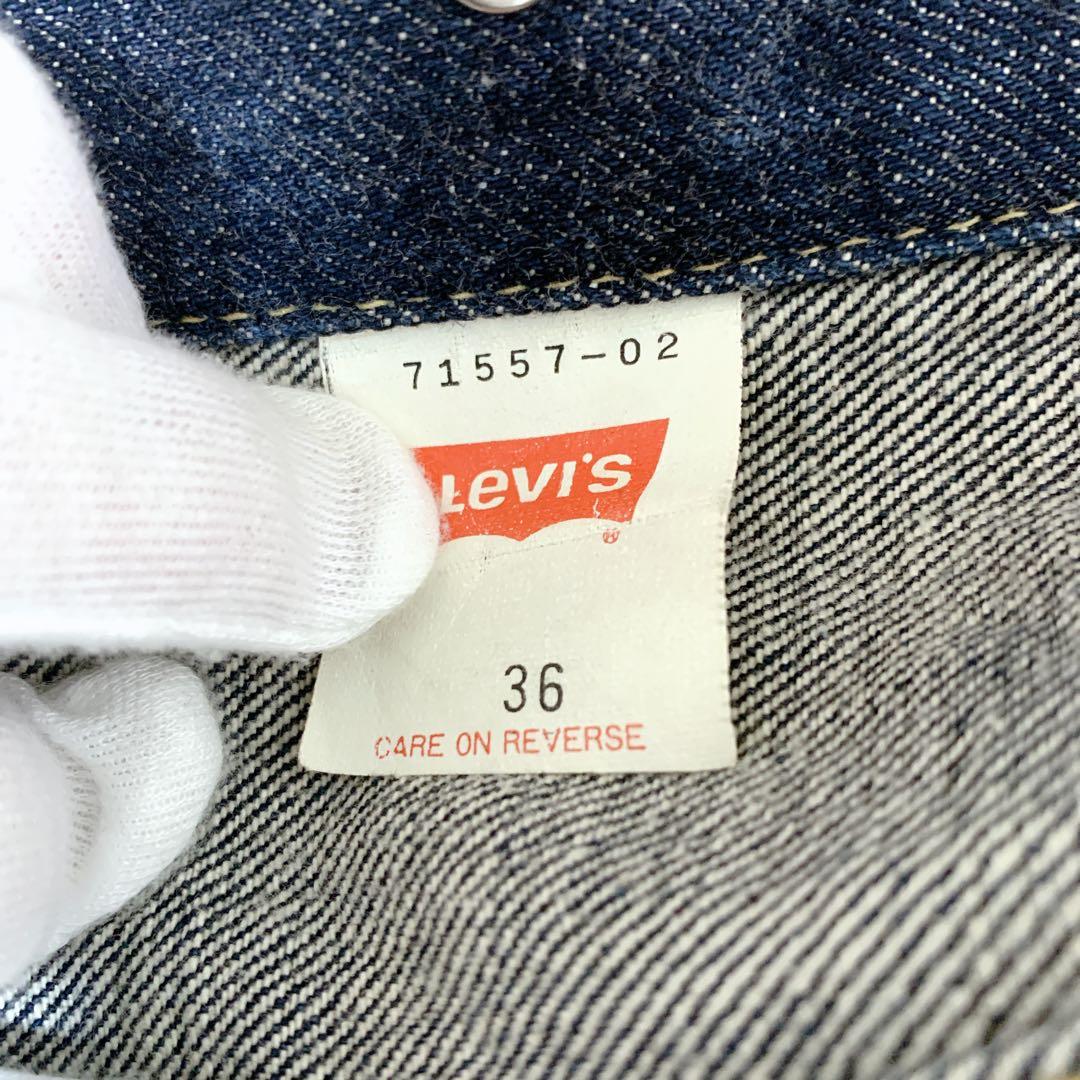 71557-02
Levi's
®
36
CARE ON REVERSE